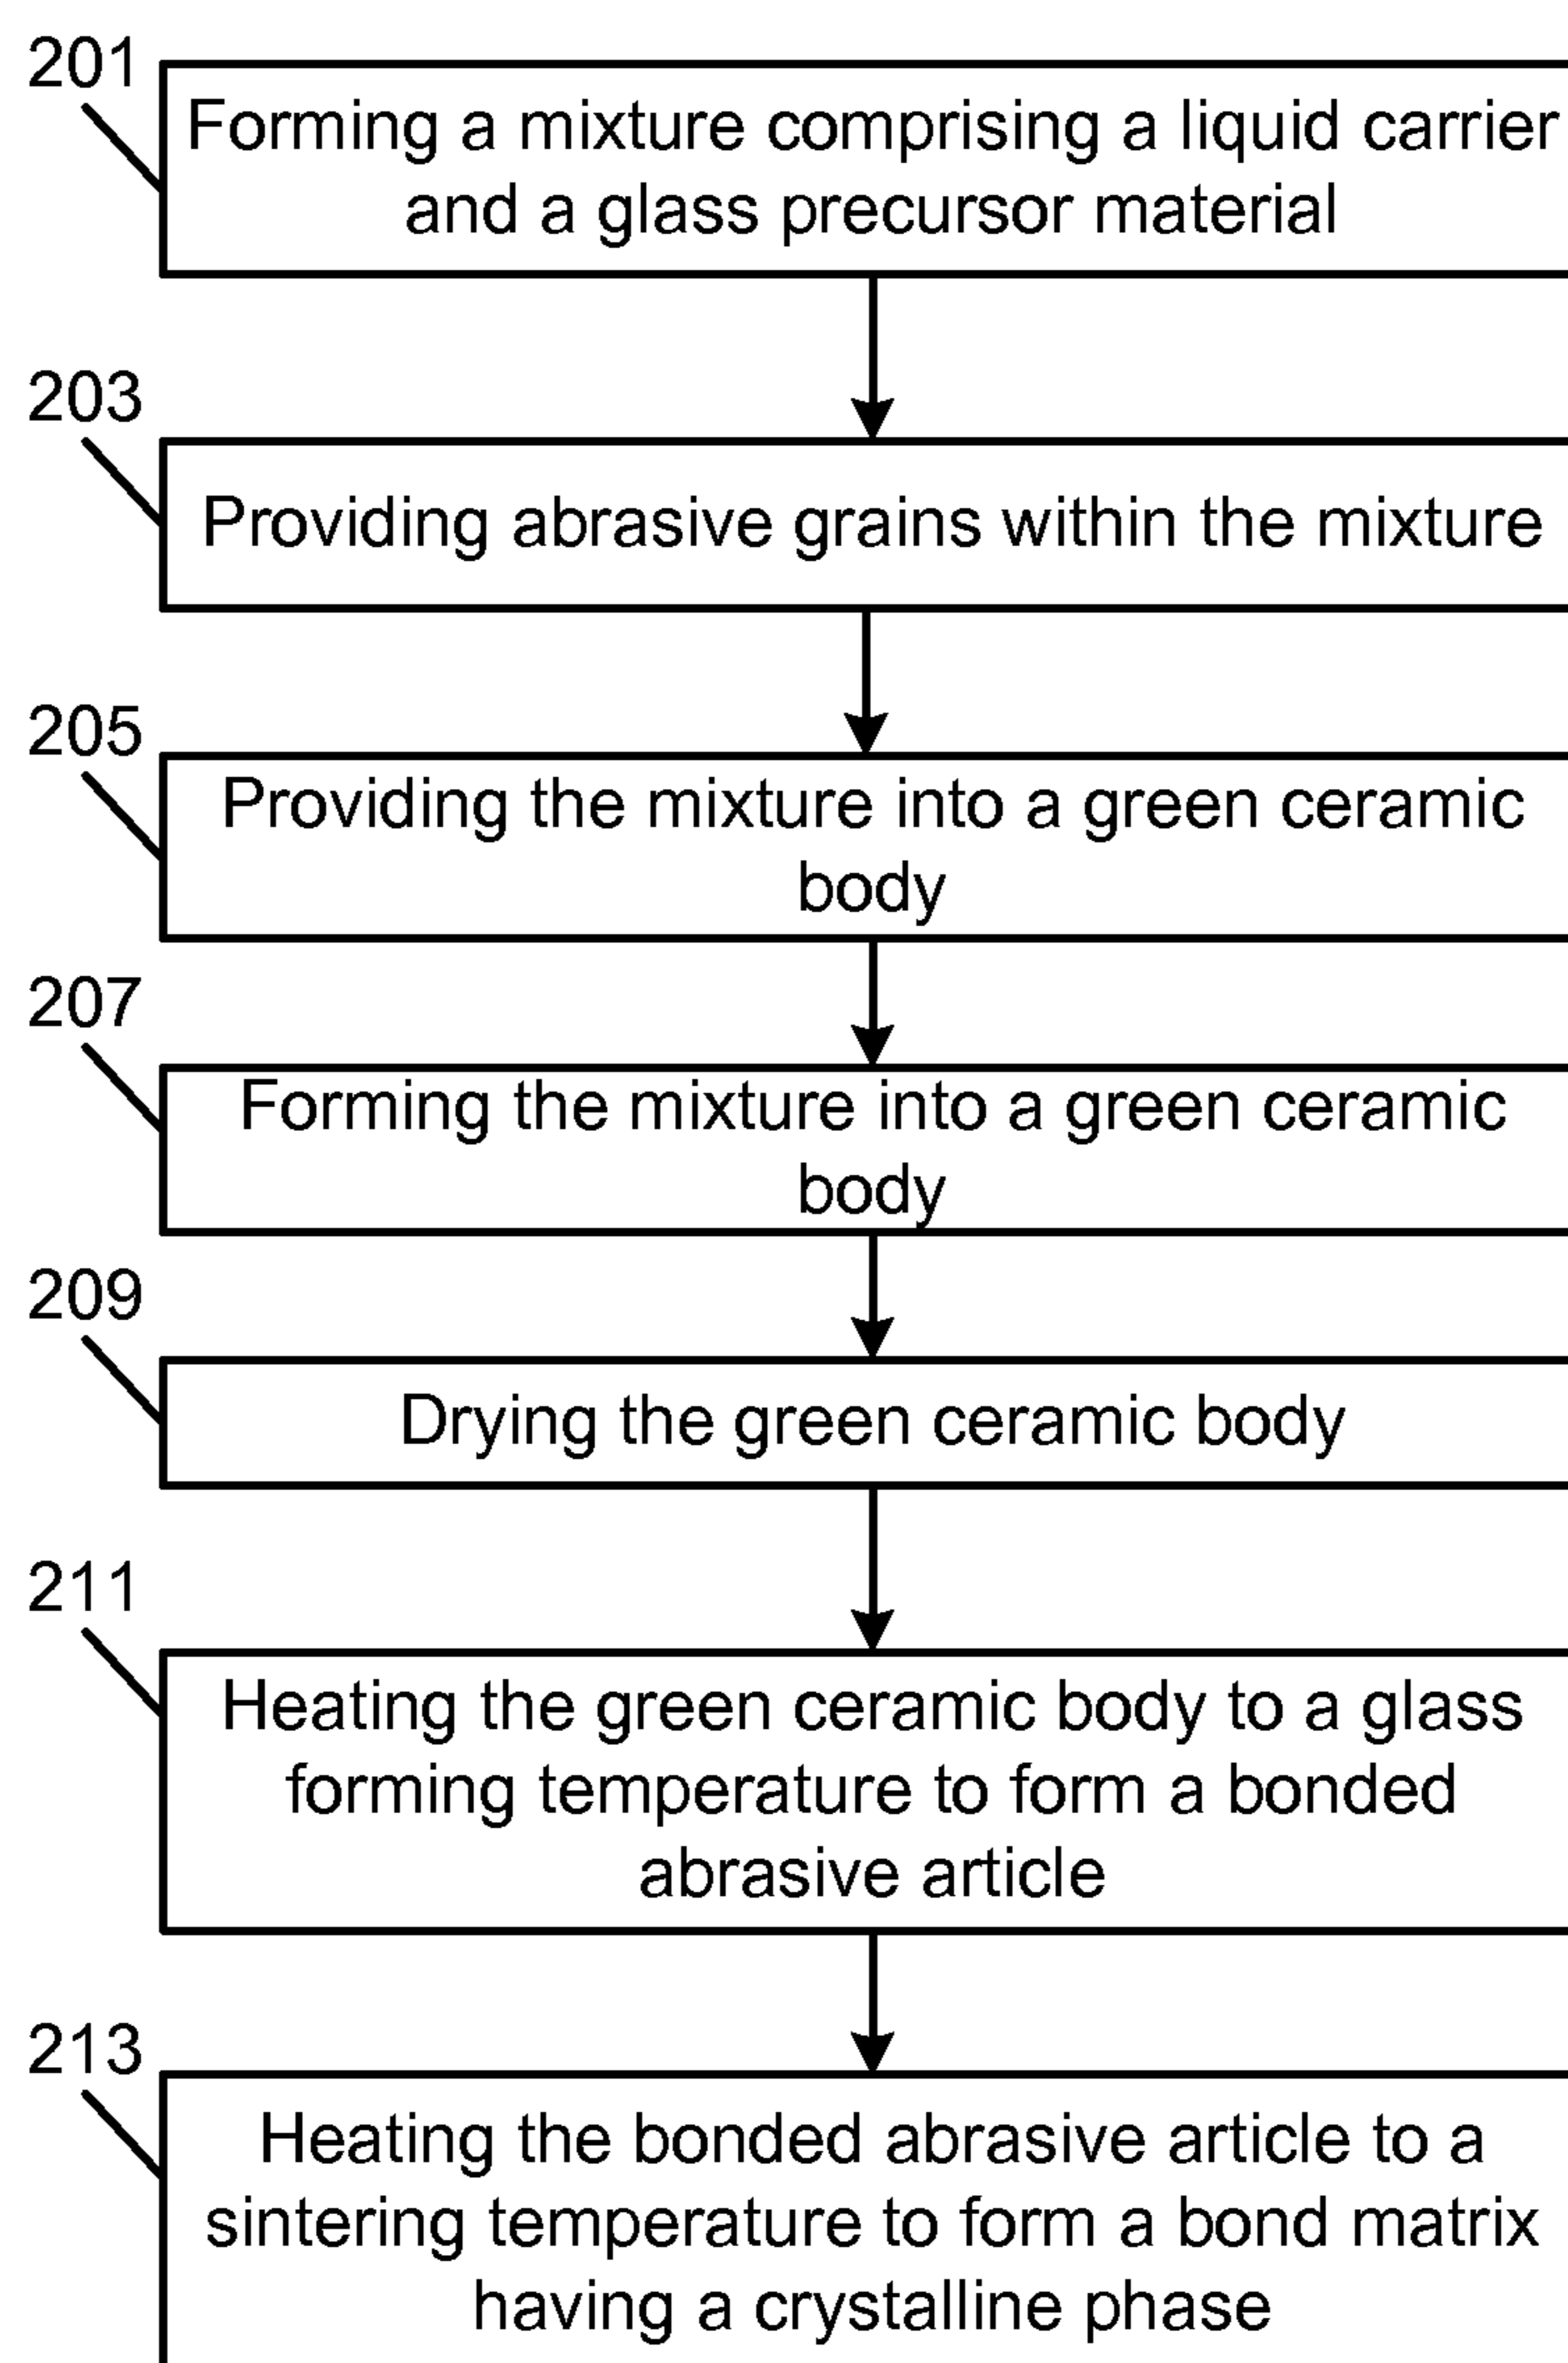 201
Forming a mixture comprising a liquid carrier
and a glass precursor material
203
Providing abrasive grains within the mixture
205
Providing the mixture into a green ceramic
body
207
Forming the mixture into a green ceramic
body
209
Drying the green ceramic body
211
Heating the green ceramic body to a glass
forming temperature to form a bonded
abrasive article
213
Heating the bonded abrasive article to a
sintering temperature to form a bond matrix
having a crystalline phase